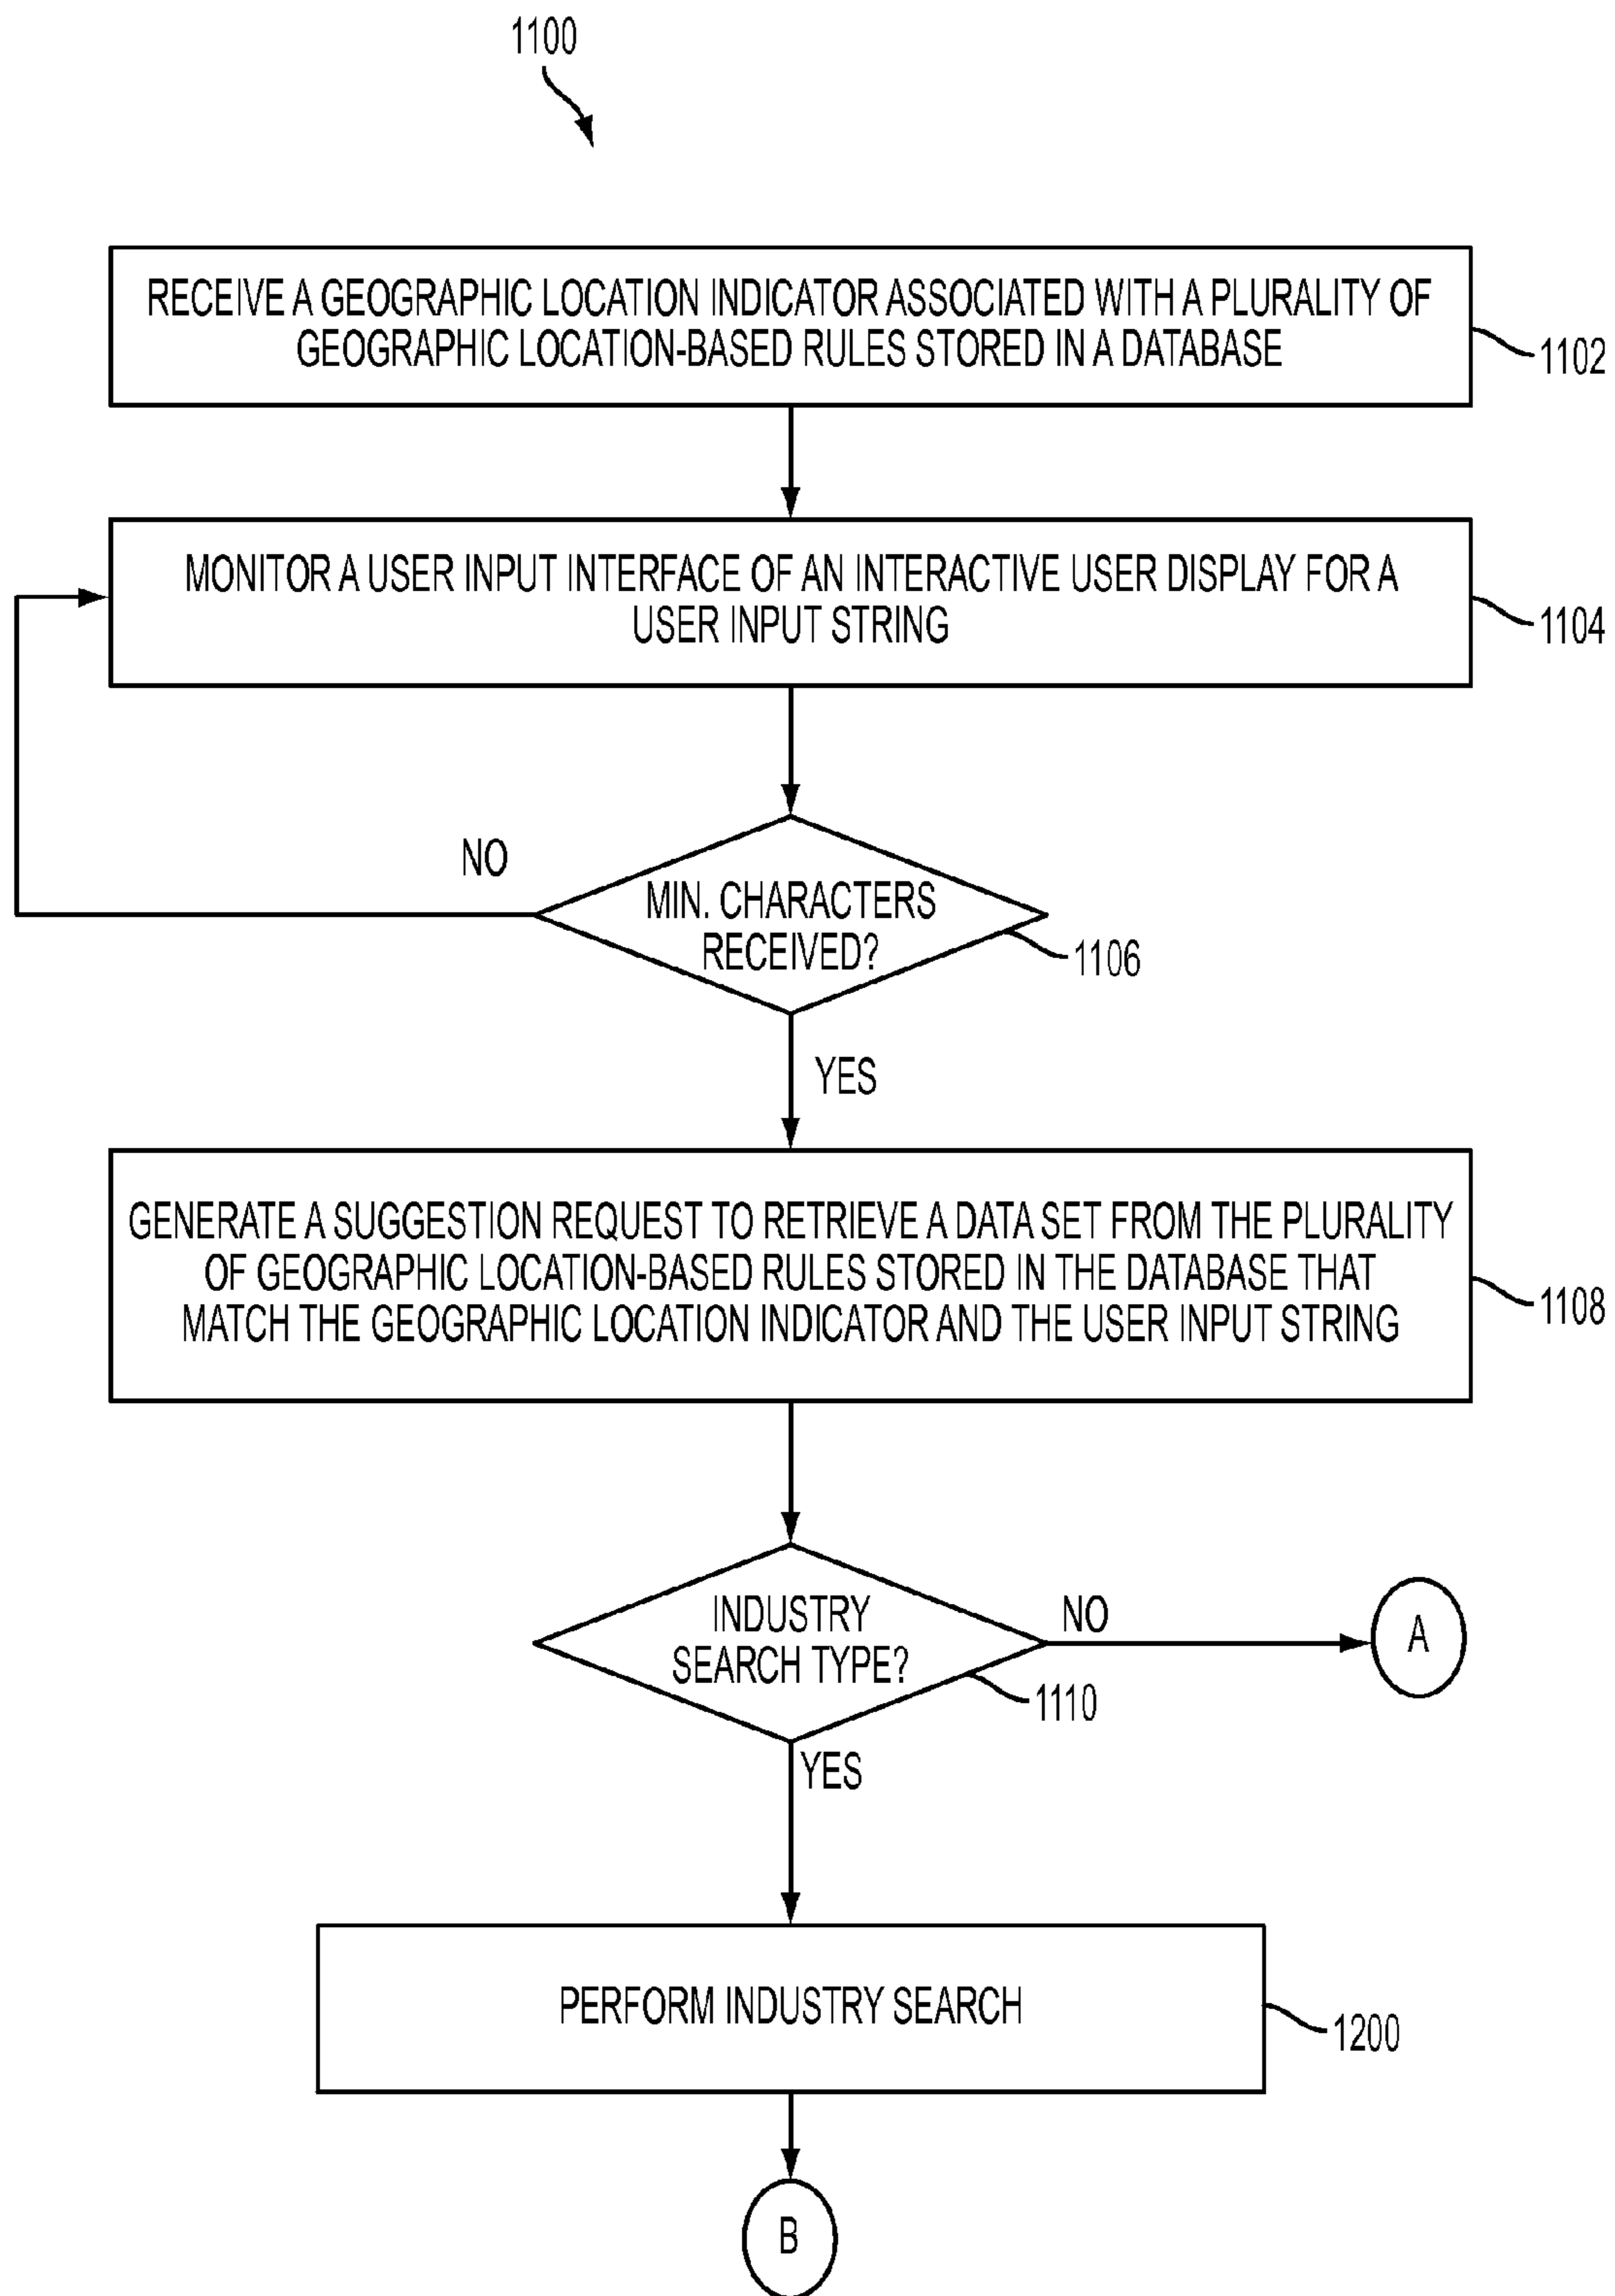 1100
RECEIVE A GEOGRAPHIC LOCATION INDICATOR ASSOCIATED WITH A PLURALITY OF
GEOGRAPHIC LOCATION-BASED RULES STORED IN A DATABASE
1102
MONITOR A USER INPUT INTERFACE OF AN INTERACTIVE USER DISPLAY FOR A
USER INPUT STRING
1104
NO
MIN. CHARACTERS
RECEIVED?
1106
YES
GENERATE A SUGGESTION REQUEST TO RETRIEVE A DATA SET FROM THE PLURALITY
OF GEOGRAPHIC LOCATION-BASED RULES STORED IN THE DATABASE THAT
MATCH THE GEOGRAPHIC LOCATION INDICATOR AND THE USER INPUT STRING
1108
INDUSTRY
SEARCH TYPE?
NO
A
1110
YES
PERFORM INDUSTRY SEARCH
1200
B